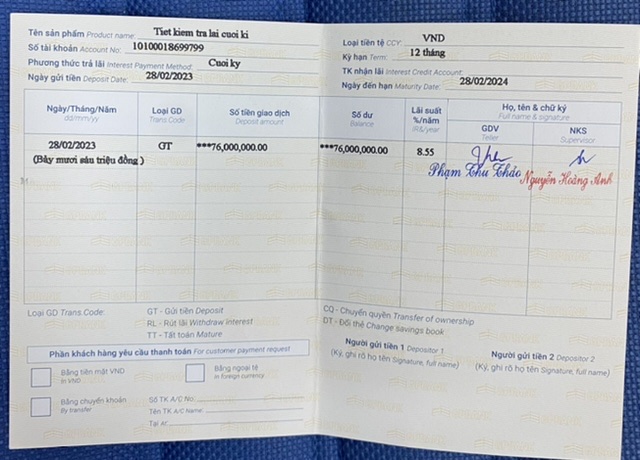 Tên sản phẩm Product name: Tiet kiem tra lai cuoi ki
Số tài khoản Account No: 10100018699799
Phương thức trả lãi Interest Payment Method: Cuoi ky
Ngày gửi tiền Deposit Date: 28/02/2023
Loại tiền tệ CCY: VND
Kỳ hạn Term: 12 tháng
TK nhận lãi Interest Credit Account:
Ngày đến hạn Maturity Date: 28/02/2024
Ngày/Tháng/Năm dd/mm/yy
Loại GD Trans Code
Số tiền giao dịch Deposit amount
Số dư Balance
Lãi suất %/năm IR&/year
Họ, tên & chữ ký Full name & signature
GDV Teller
NKS Supervisor
28/02/2023 GT ***76,000,000.00 ***76,000,000.00 8.55
(Bảy mươi sáu triệu đồng )
Phạm Thu Thảo Nguyễn Hoàng Anh
Loại GD Trans.Code:
GT - Gửi tiền Deposit
RL - Rút lãi Withdraw interest
TT - Tất toán Mature
CQ - Chuyển quyền Transfer of ownership
DT - Đổi thẻ Change savings book
Phần khách hàng yêu cầu thanh toán For customer payment request
Bằng tiền mặt VND In VND
Bằng ngoại tệ In foreign currency
Bằng chuyển khoản By transfer
Số TK A/C No:
Tên TK A/C Name:
Tại At:
Người gửi tiền 1 Depositor 1
(Ký, ghi rõ họ tên Signature, full name)
Người gửi tiền 2 Depositor 2
(Ký, ghi rõ họ tên Signature, full name)